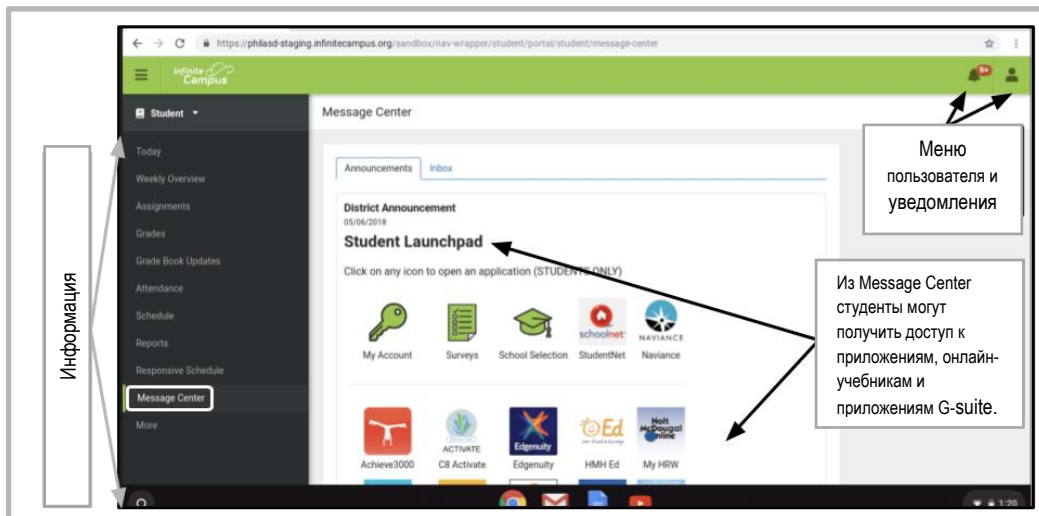 https://philasd-staging.infinitecampus.org/sandbox/nav-wrapper/student/portal/student/message-center
Infinite
Campus
9+
Student
Message Center
Меню
пользователя и
уведомления
Информация
Today
Weekly Overview
Assignments
Grades
Grade Book Updates
Attendance
Schedule
Reports
Responsive Schedule
Message Center
More
Announcements
Inbox
District Announcement
05/06/2018
Student Launchpad
Click on any icon to open an application (STUDENTS ONLY)
schoolnet
NAVIANCE
My Account
Surveys
School Selection
StudentNet
Naviance
ACTIVATE
Edgenuity
Ed
Holt
McDougal
Online
Achieve3000
C8 Activate
Edgenuity
HMH Ed
My HRW
Из Message Center
студенты могут
получить доступ к
приложениям, онлайн-
учебникам и
приложениям G-suite.
1:20